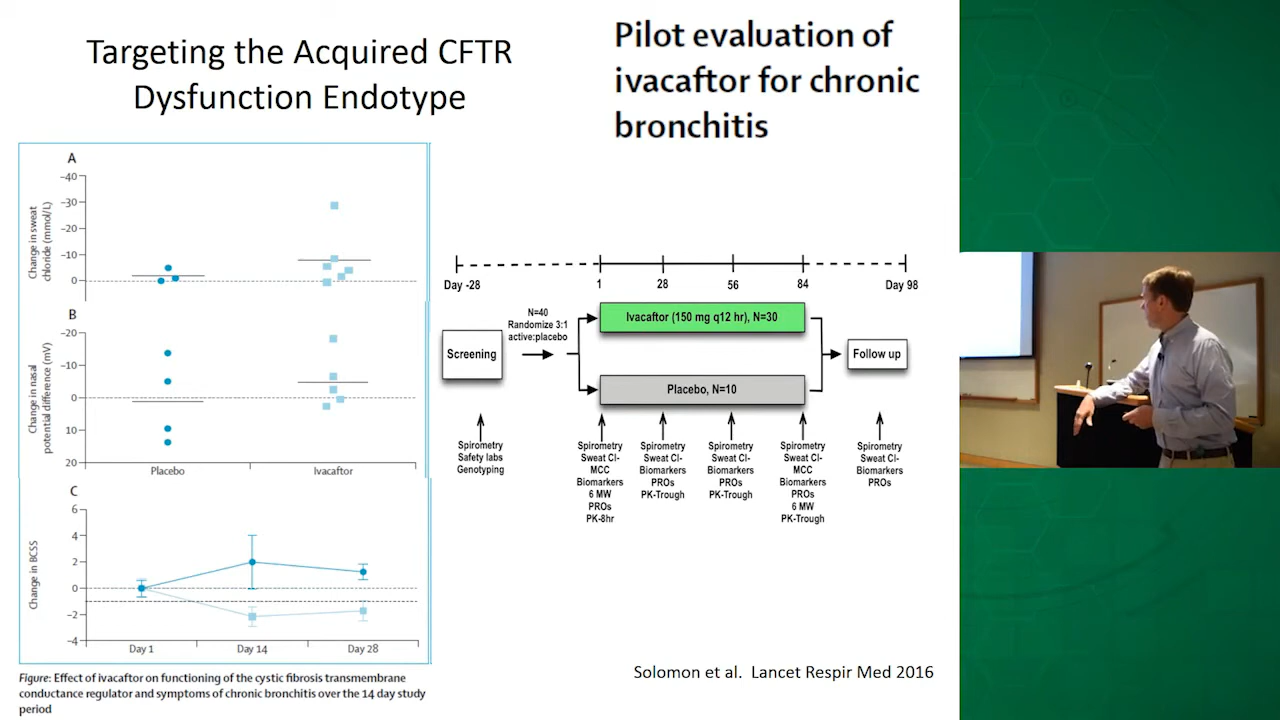 Targeting the Acquired CFTR
Dysfunction Endotype
Pilot evaluation of
ivacaftor for chronic
bronchitis
A
Change in sweat
chloride (mmol/L)
−40
−30
−20
−10
0
B
Change in nasal
potential difference (mV)
−20
−10
0
10
20
Placebo
Ivacaftor
C
Change in BCSS
6
4
2
0
−2
−4
Day 1
Day 14
Day 28
Figure: Effect of ivacaftor on functioning of the cystic fibrosis transmembrane
conductance regulator and symptoms of chronic bronchitis over the 14 day study
period
Day -28
1
28
56
84
Day 98
N=40
Randomize 3:1
active:placebo
Screening
Ivacaftor (150 mg q12 hr), N=30
Placebo, N=10
Follow up
Spirometry
Safety labs
Genotyping
Spirometry
Sweat Cl-
MCC
Biomarkers
6 MW
PROs
PK-8hr
Spirometry
Sweat Cl-
Biomarkers
PROs
PK-Trough
Spirometry
Sweat Cl-
Biomarkers
PROs
PK-Trough
Spirometry
Sweat Cl-
MCC
Biomarkers
PROs
6 MW
PK-Trough
Spirometry
Sweat Cl-
Biomarkers
PROs
Solomon et al. Lancet Respir Med 2016